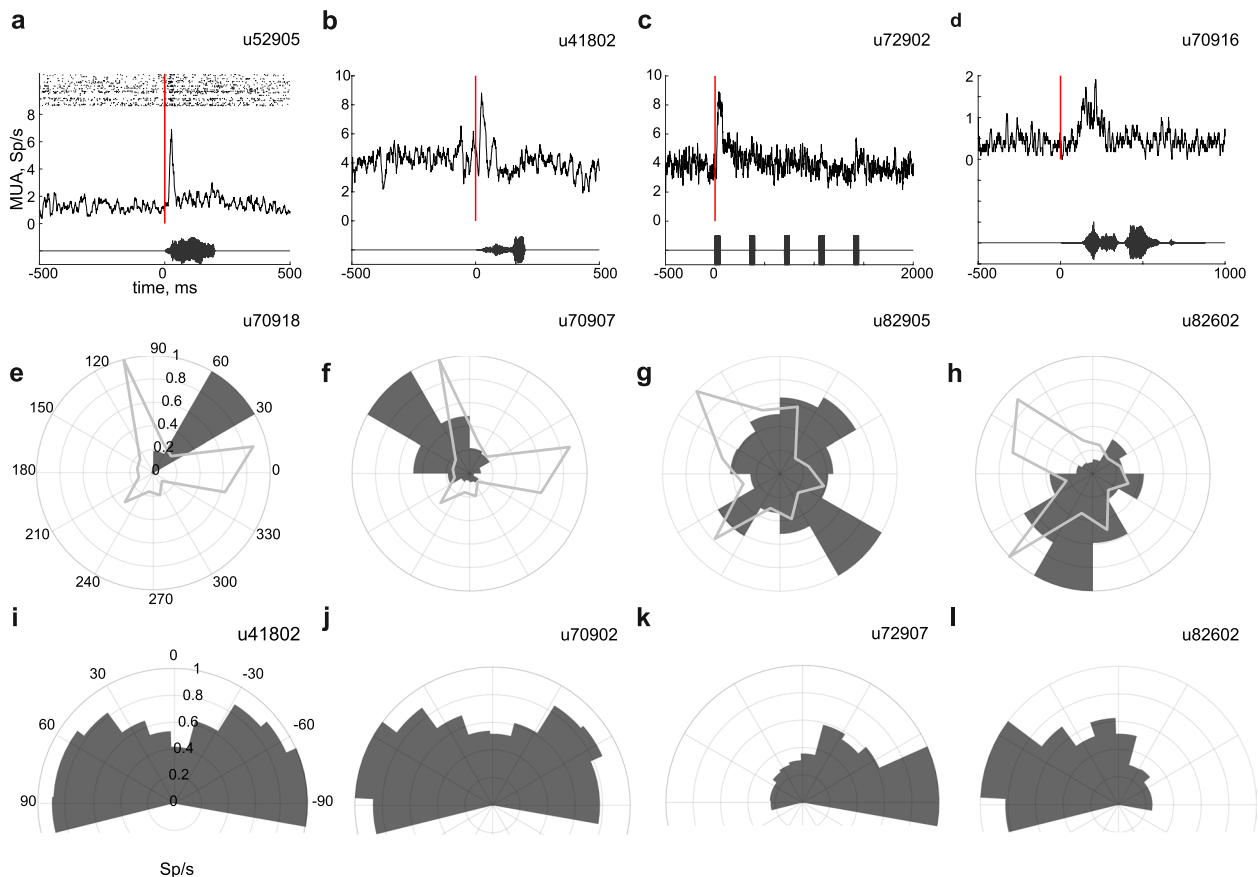 a
u52905
b
u41802
c
u72902
d
u70916
MUA, Sp/s
8
6
4
2
0
-500
0
500
time, ms
10
8
6
4
2
0
-500
0
500
10
8
6
4
2
0
-500
0
1000
2000
2
1
0
-500
0
1000
e
u70918
f
u70907
g
u82905
h
u82602
90
1
120
60
0.8
0.6
150
30
0.4
0.2
180
0
0
210
330
240
300
270
i
u41802
j
u70902
k
u72907
l
u82602
0
1
30
-30
0.8
60
0.6
-60
0.4
0.2
90
0
-90
Sp/s